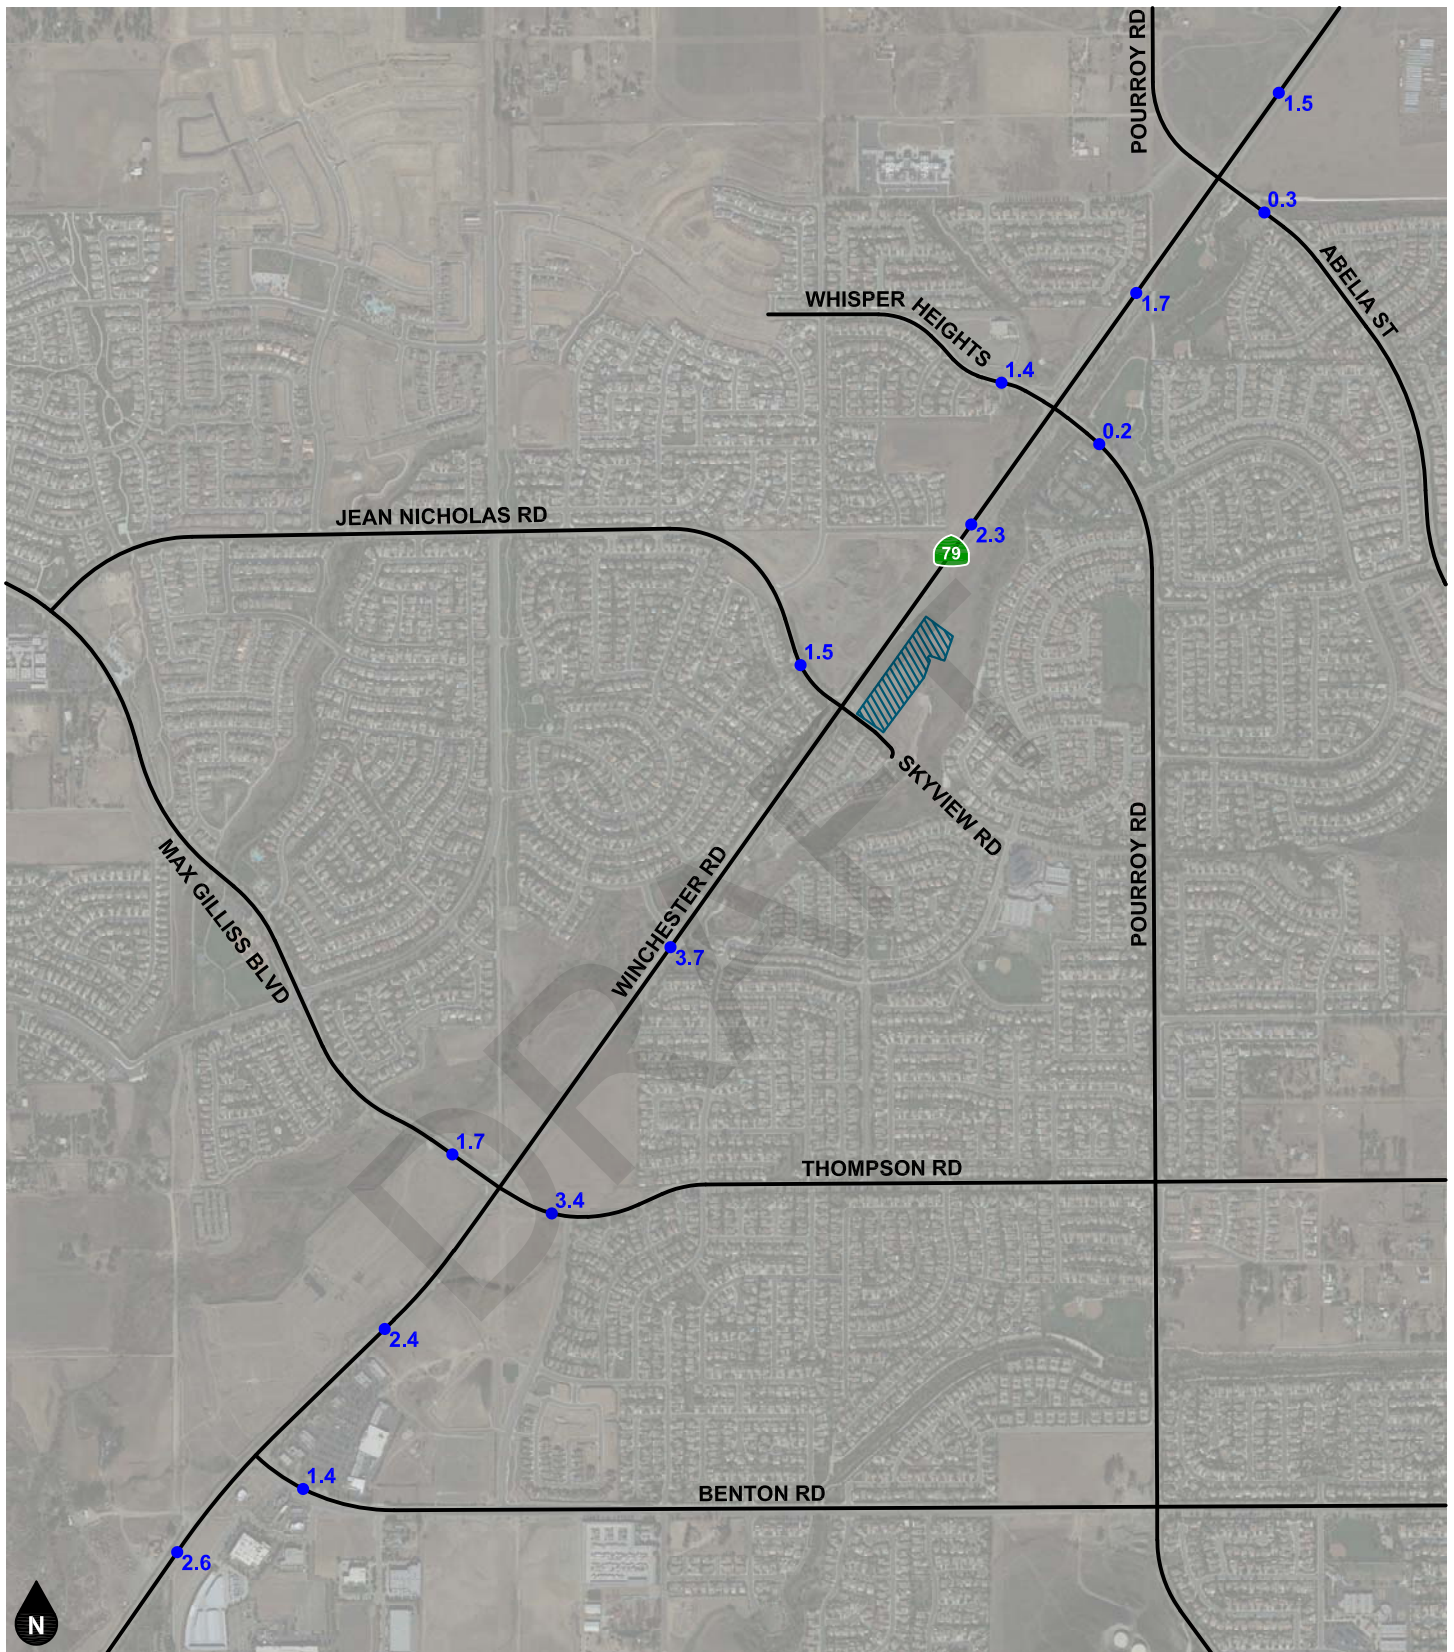 POURROY RD
1.5
0.3
ABELIA ST
WHISPER HEIGHTS
1.7
1.4
0.2
JEAN NICHOLAS RD
2.3
79
1.5
SKYVIEW RD
POURROY RD
MAX GILLISS BLVD
WINCHESTER RD
3.7
1.7
THOMPSON RD
3.4
2.4
1.4
BENTON RD
2.6
N
DRAFT